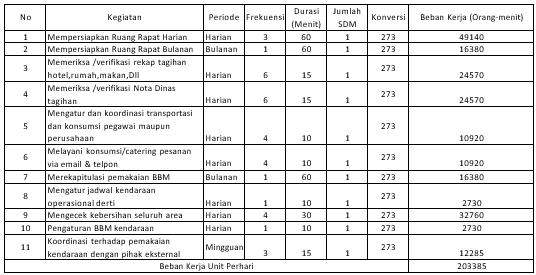 No Kegiatan Periode Frekuensi Durasi (Menit) Jumlah SDM Konversi Beban Kerja (Orang-menit)
1 Mempersiapkan Ruang Rapat Harian Harian 3 60 1 273 49140
2 Mempersiapkan Ruang Rapat Bulanan Bulanan 1 60 1 273 16380
3 Memeriksa /verifikasi rekap tagihan
hotel,rumah,makan,Dll Harian 6 15 1 273 24570
4 Memeriksa /verifikasi Nota Dinas
tagihan Harian 6 15 1 273 24570
5 Mengatur dan koordinasi transportasi
dan konsumsi pegawai maupun
perusahaan Harian 4 10 1 273 10920
6 Melayani konsumsi/catering pesanan
via email & telpon Harian 4 10 1 273 10920
7 Merekapitulasi pemakaian BBM Bulanan 1 60 1 273 16380
8 Mengatur jadwal kendaraan
operasional derti Harian 1 10 1 273 2730
9 Mengecek kebersihan seluruh area Harian 4 30 1 273 32760
10 Pengaturan BBM kendaraan Harian 1 10 1 273 2730
11 Koordinasi terhadap pemakaian
kendaraan dengan pihak eksternal Mingguan 3 15 1 273 12285
Beban Kerja Unit Perhari 203385